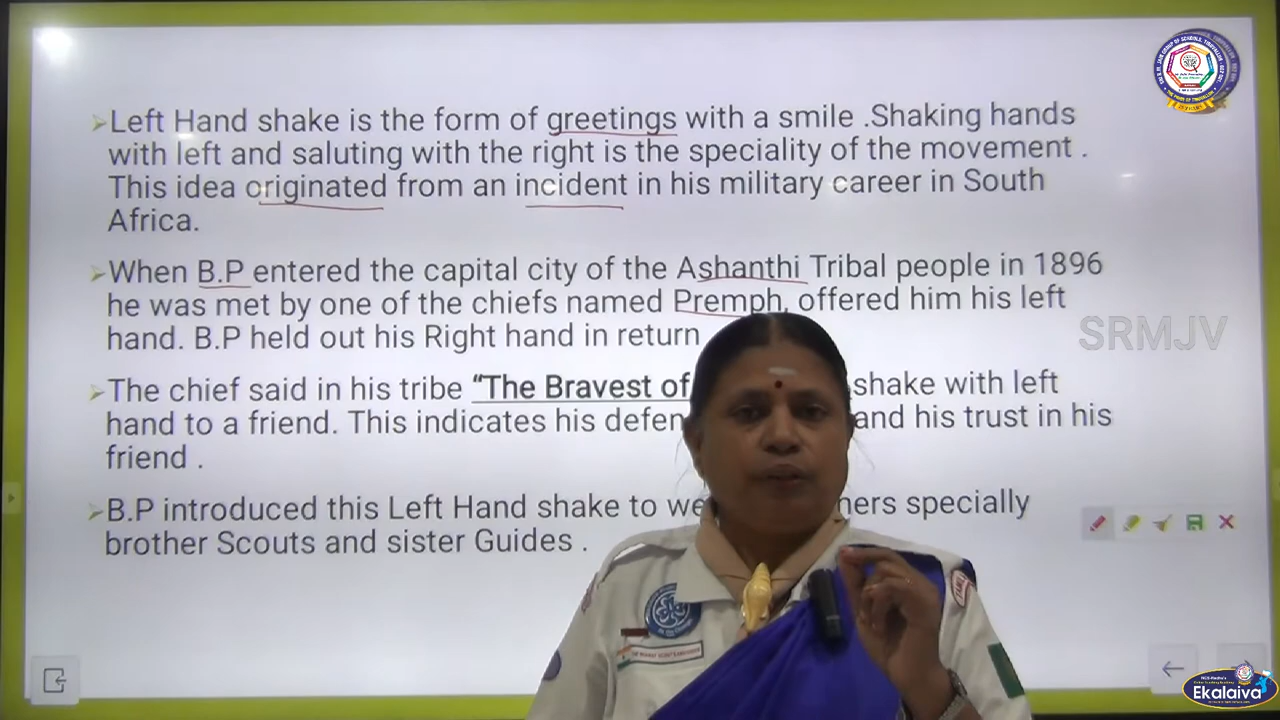 Left Hand shake is the form of greetings with a smile .Shaking hands
with left and saluting with the right is the speciality of the movement .
This idea originated from an incident in his military career in South
Africa.
When B.P entered the capital city of the Ashanthi Tribal people in 1896
he was met by one of the chiefs named Premph, offered him his left
hand. B.P held out his Right hand in return
The chief said in his tribe “The Bravest of shake with left
hand to a friend. This indicates his and his trust in his
friend .
B.P introduced this Left Hand shake to specially
brother Scouts and sister Guides .
SRMJV
Ekalaiva